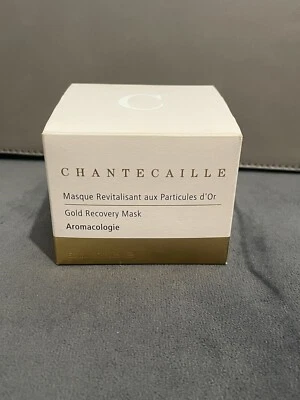 C
CHANTECAILLE
Masque Revitalisant aux Particules d'Or
Gold Recovery Mask
Aromacologie